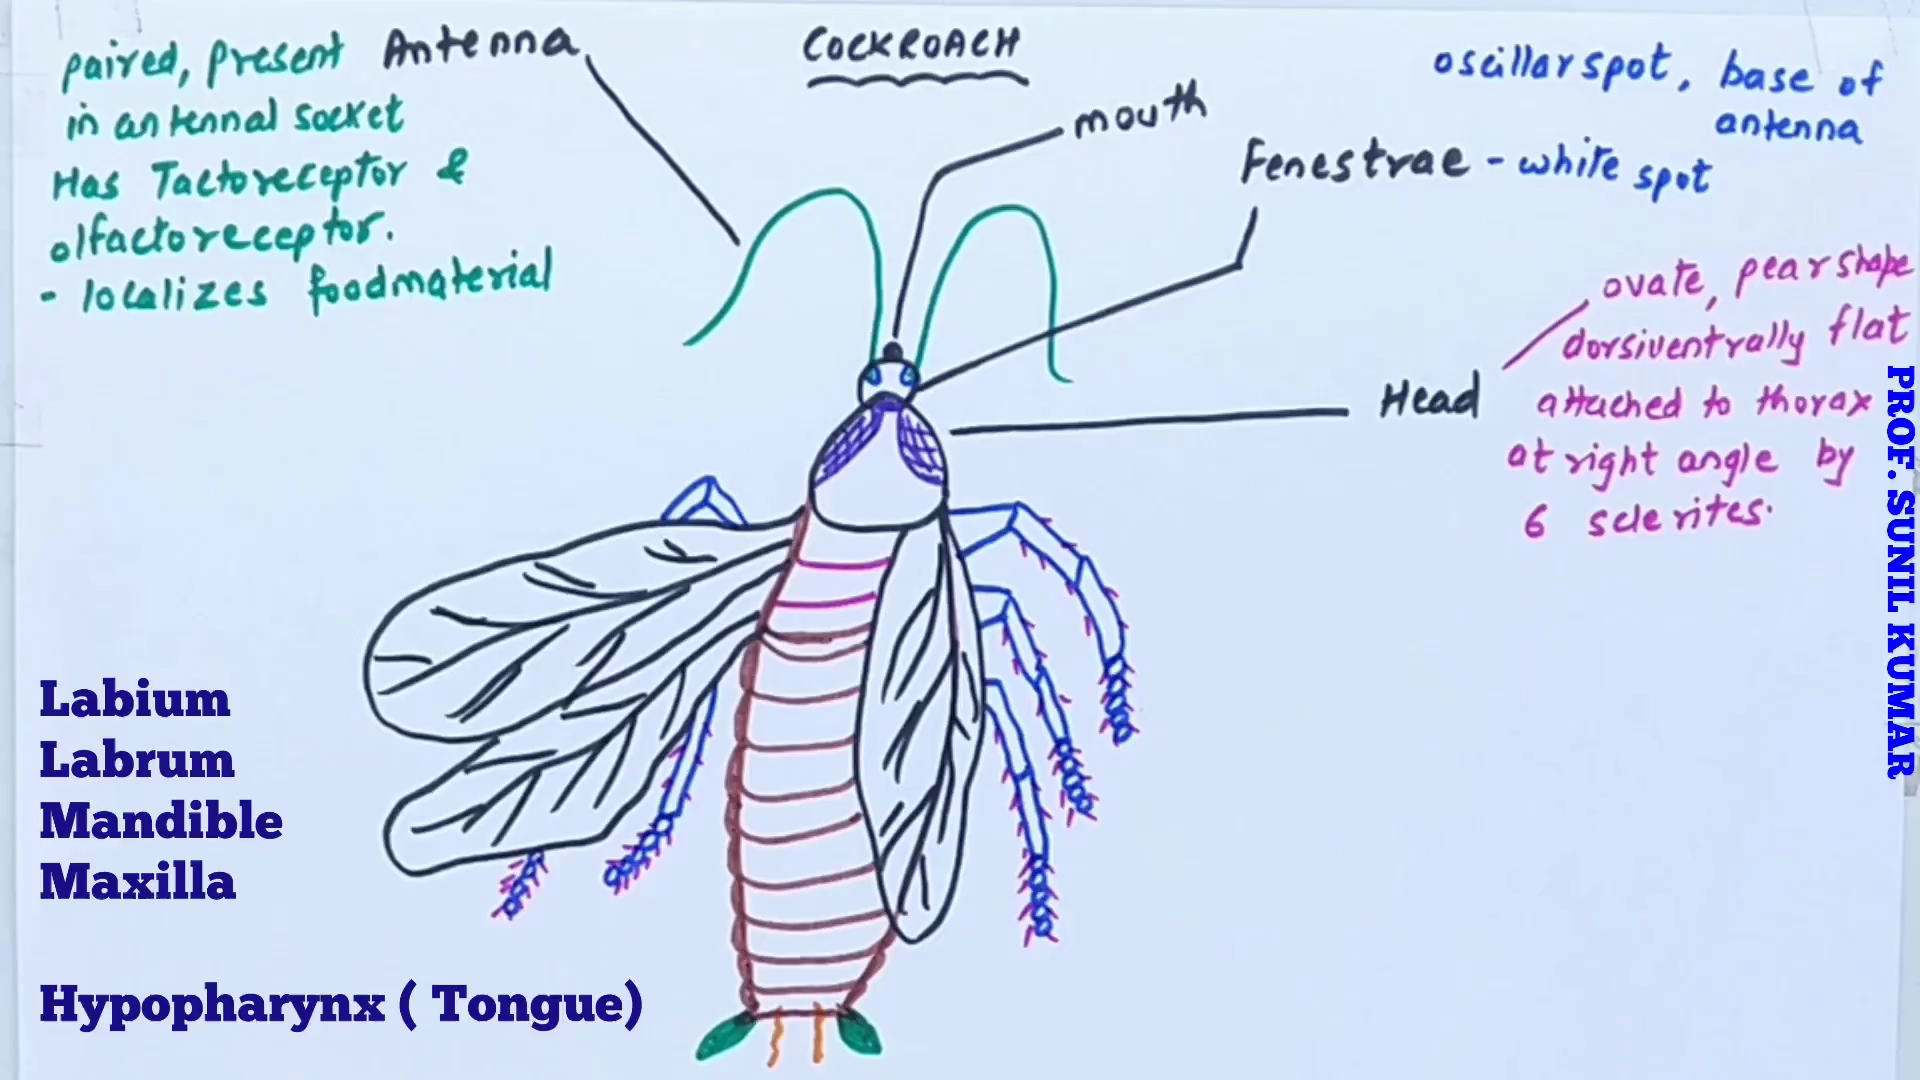 COCKROACH
paired, present
in antennal socket
Has Tactoreceptor &
olfactoreceptor.
- localizes foodmaterial
Antenna
mouth
oscillar spot, base of
antenna
Fenestrae - white spot
ovate, pear shape
dorsiventrally flat
Head
attached to thorax
at right angle by
6 sclerites.
PROF. SUNIL KUMAR
Labium
Labrum
Mandible
Maxilla
Hypopharynx ( Tongue)